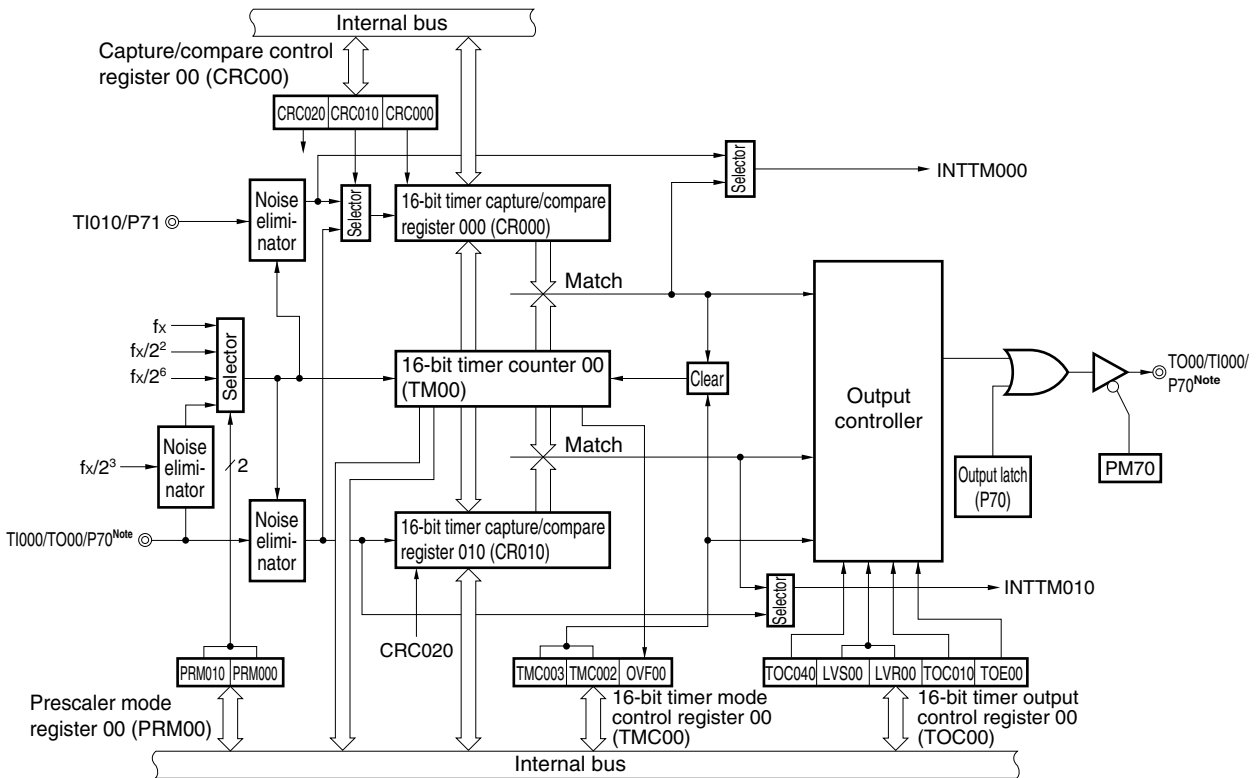 Internal bus
Capture/compare control
register 00 (CRC00)
CRC020 CRC010 CRC000
Selector
INTTM000
Noise
elimi-
nator
Selector
16-bit timer capture/compare
register 000 (CR000)
TI010/P71
Match
fx
fx/2²
fx/2⁶
Selector
16-bit timer counter 00
(TM00)
Clear
Output
controller
TO00/TI000/
P70Note
Noise
elimi-
nator
fx/2³
2
Match
Output latch
(P70)
PM70
Noise
elimi-
nator
TI000/TO00/P70Note
16-bit timer capture/compare
register 010 (CR010)
Selector
INTTM010
CRC020
PRM010 PRM000
TMC003 TMC002 OVF00
TOC040 LVS00 LVR00 TOC010 TOE00
Prescaler mode
register 00 (PRM00)
16-bit timer mode
control register 00
(TMC00)
16-bit timer output
control register 00
(TOC00)
Internal bus